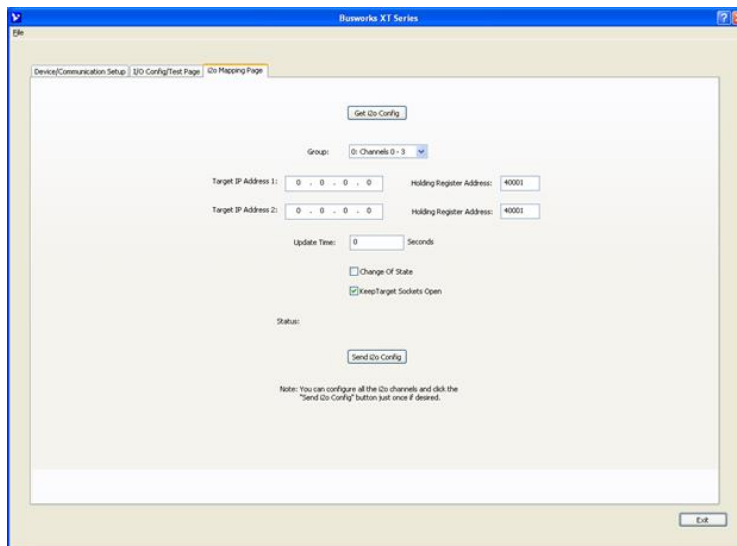 Busworks XT Series
File
Device/Communication Setup I/O Config/Test Page i2o Mapping Page
Get i2o Config
Group: 0: Channels 0 - 3
Target IP Address 1: 0 . 0 . 0 . 0 Holding Register Address: 40001
Target IP Address 2: 0 . 0 . 0 . 0 Holding Register Address: 40001
Update Time: 0 Seconds
Change Of State
KeepTarget Sockets Open
Status:
Send i2o Config
Note: You can configure all the i2o channels and click the
"Send i2o Config" button just once if desired.
Exit